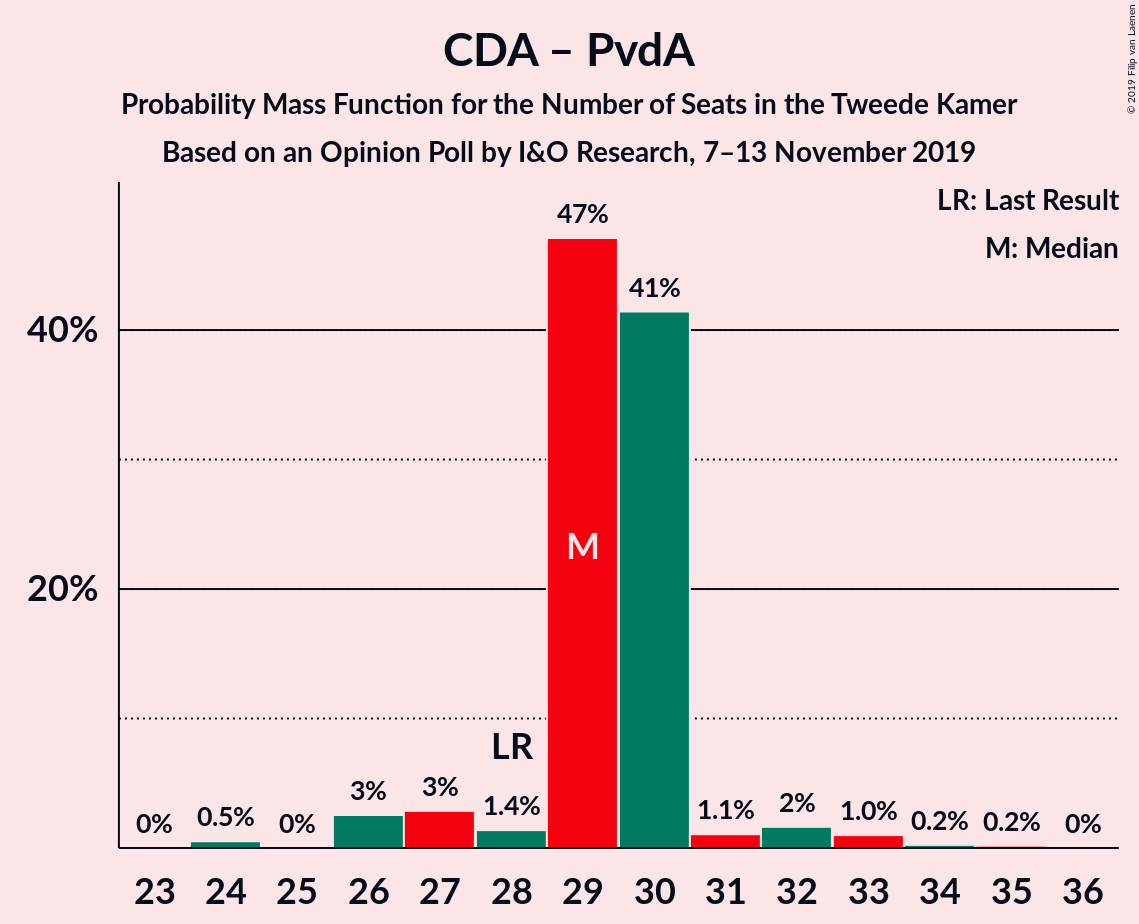 CDA – PvdA
Probability Mass Function for the Number of Seats in the Tweede Kamer
Based on an Opinion Poll by I&O Research, 7–13 November 2019
© 2019 Filip van Laenen
LR: Last Result
M: Median
47%
41%
40%
M
20%
LR
0% 0.5% 0% 3% 3% 1.4% 1.1% 2% 1.0% 0.2% 0.2% 0%
23 24 25 26 27 28 29 30 31 32 33 34 35 36